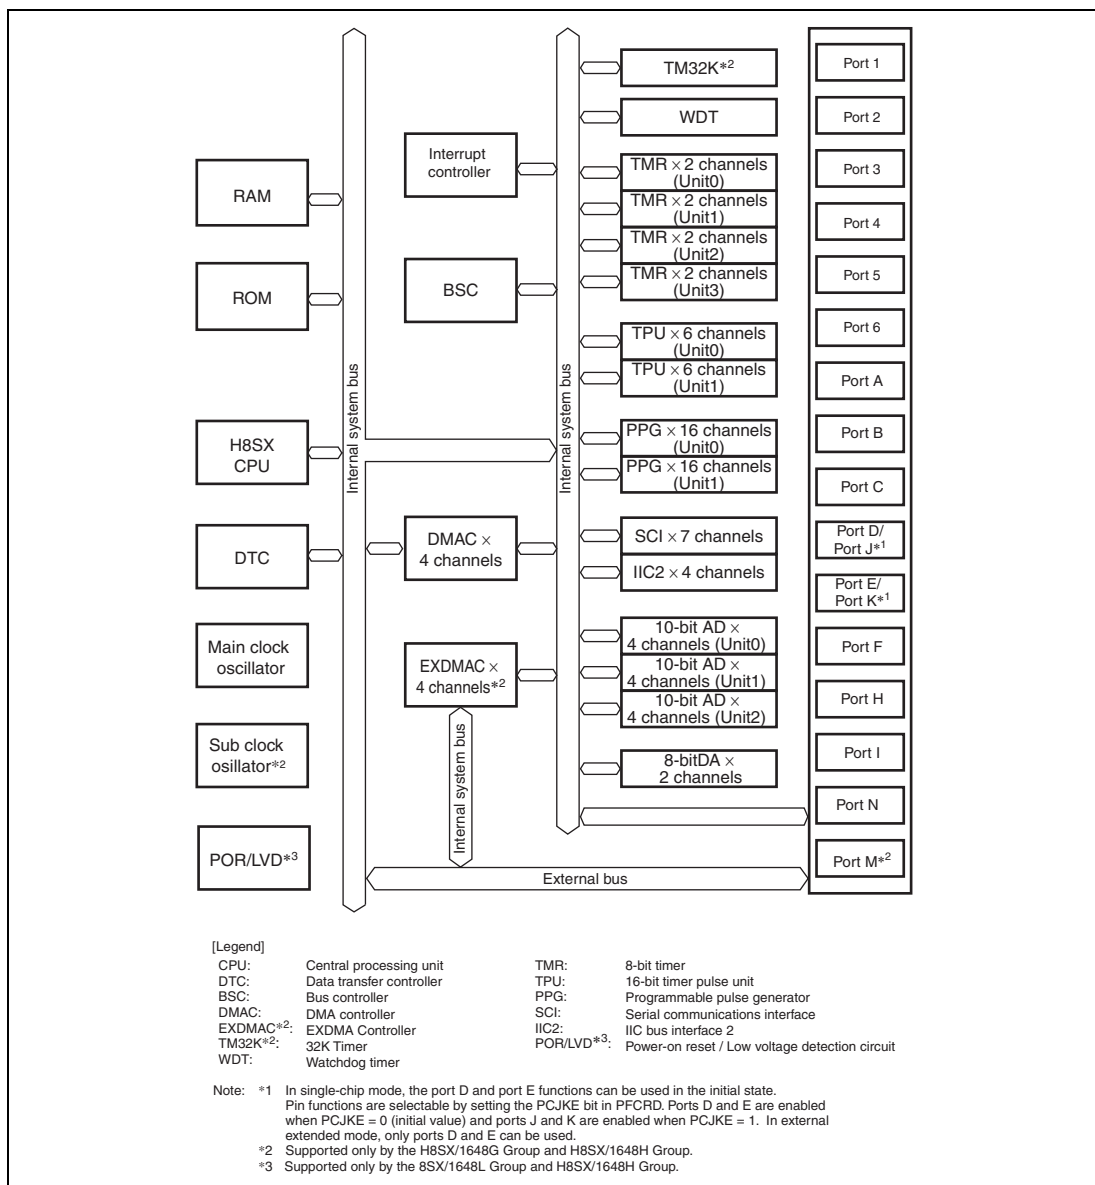 RAM
ROM
H8SX
CPU
DTC
Main clock
oscillator
Sub clock
osillator*2
POR/LVD*3
Internal system bus
Interrupt
controller
BSC
DMAC ×
4 channels
EXDMAC ×
4 channels*2
Internal system bus
Internal system bus
External bus
TM32K*2
WDT
TMR × 2 channels
(Unit0)
TMR × 2 channels
(Unit1)
TMR × 2 channels
(Unit2)
TMR × 2 channels
(Unit3)
TPU × 6 channels
(Unit0)
TPU × 6 channels
(Unit1)
PPG × 16 channels
(Unit0)
PPG × 16 channels
(Unit1)
SCI × 7 channels
IIC2 × 4 channels
10-bit AD ×
4 channels (Unit0)
10-bit AD ×
4 channels (Unit1)
10-bit AD ×
4 channels (Unit2)
8-bitDA ×
2 channels
Port 1
Port 2
Port 3
Port 4
Port 5
Port 6
Port A
Port B
Port C
Port D/
Port J*1
Port E/
Port K*1
Port F
Port H
Port I
Port N
Port M*2
[Legend]
CPU: Central processing unit
DTC: Data transfer controller
BSC: Bus controller
DMAC: DMA controller
EXDMAC*2: EXDMA Controller
TM32K*2: 32K Timer
WDT: Watchdog timer
TMR: 8-bit timer
TPU: 16-bit timer pulse unit
PPG: Programmable pulse generator
SCI: Serial communications interface
IIC2: IIC bus interface 2
POR/LVD*3: Power-on reset / Low voltage detection circuit
Note: *1 In single-chip mode, the port D and port E functions can be used in the initial state.
Pin functions are selectable by setting the PCJKE bit in PFCRD. Ports D and E are enabled
when PCJKE = 0 (initial value) and ports J and K are enabled when PCJKE = 1. In external
extended mode, only ports D and E can be used.
*2 Supported only by the H8SX/1648G Group and H8SX/1648H Group.
*3 Supported only by the 8SX/1648L Group and H8SX/1648H Group.